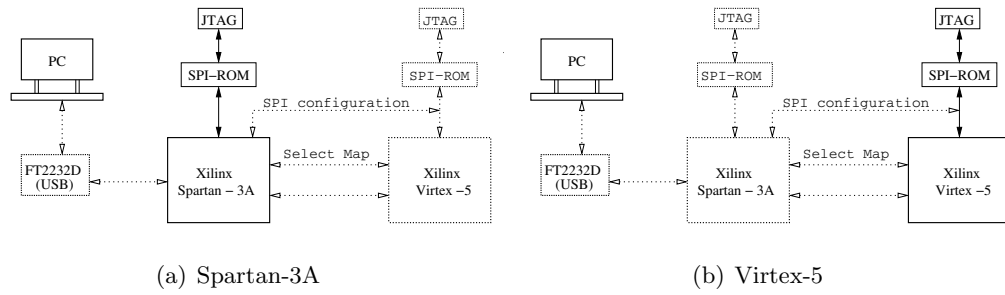 JTAG
PC
SPI-ROM
FT2232D
(USB)
Xilinx
Spartan - 3A
SPI configuration
Select Map
JTAG
SPI-ROM
Xilinx
Virtex -5
(a) Spartan-3A
PC
FT2232D
(USB)
JTAG
SPI-ROM
Xilinx
Spartan - 3A
SPI configuration
Select Map
JTAG
SPI-ROM
Xilinx
Virtex -5
(b) Virtex-5